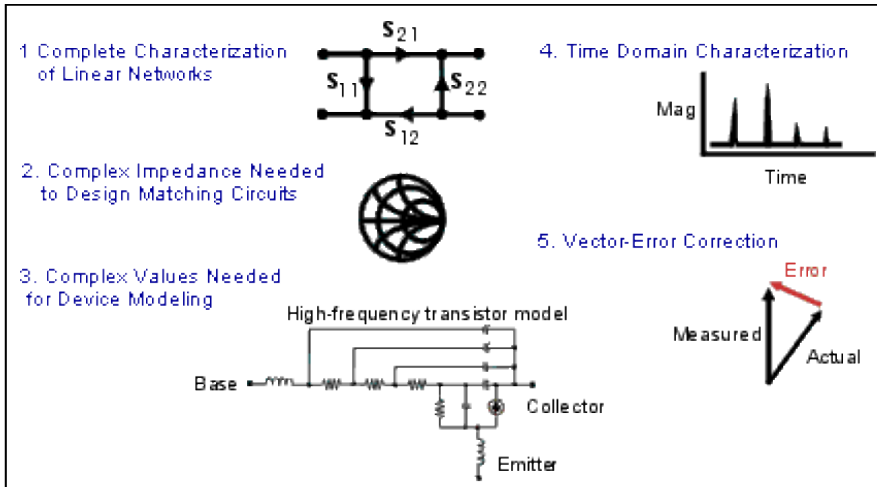 1 Complete Characterization
of Linear Networks
S21
S11
S22
S12
2. Complex Impedance Needed
to Design Matching Circuits
3. Complex Values Needed
for Device Modeling
High-frequency transistor model
Base
Collector
Emitter
4. Time Domain Characterization
Mag
Time
5. Vector-Error Correction
Error
Measured
Actual